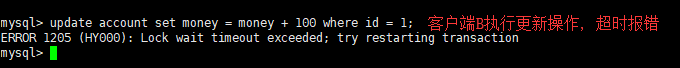 mysql> update account set money = money + 100 where id = 1; 客户端B执行更新操作，超时报错
ERROR 1205 (HY000): Lock wait timeout exceeded; try restarting transaction
mysql>